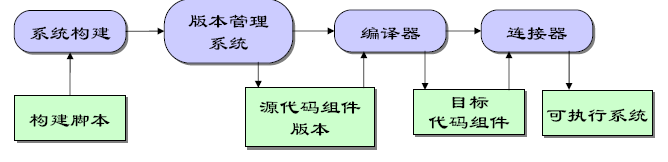 系统构建
版本管理
系统
编译器
连接器
构建脚本
源代码组件
版本
目标
代码组件
可执行系统